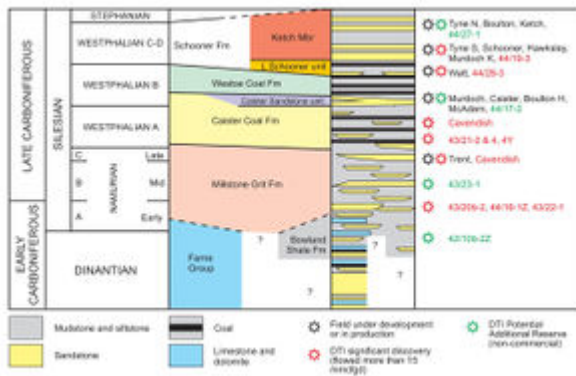 STEPHANIAN
WESTPHALIAN C-D
WESTPHALIAN B
WESTPHALIAN A
LATE CARBONIFEROUS
SILESIAN
NAMURIAN
C Late
B Mid
A Early
EARLY CARBONIFEROUS
DINANTIAN
Schooner Fm
Ketch Mbr
L Schooner unit
Westoe Coal Fm
Caister Sandstone unit
Caister Coal Fm
Millstone Grit Fm
Farne
Group
Bowland
Shale Fm
?
?
?
?
Tyne N, Boulton, Ketch,
44/27-1
Tyne S, Schooner, Hawksley,
Murdoch K, 44/19-3
Watt, 44/28-3
Murdoch, Caister, Boulton H,
McAdam, 44/17-2
Cavendish
43/21-2 & 4, 4Y
Trent, Cavendish
43/23-1
43/20b-2, 44/16-1Z, 43/22-1
42/10b-2Z
Mudstone and siltstone
Sandstone
Coal
Limestone and
dolomite
Field under development
or in production
DTI significant discovery
(flowed more than 15
mmcfgd)
DTI Potential
Additional Reserve
(non-commercial)